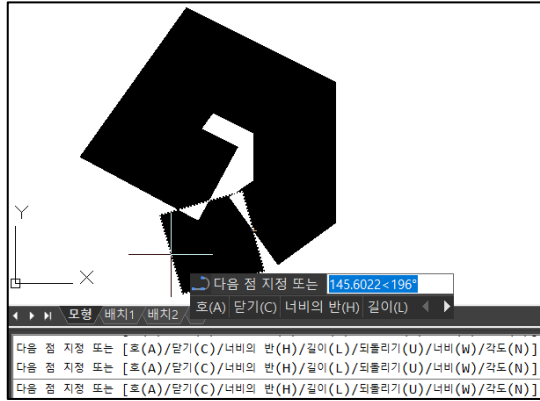 Y
X
다음 점 지정 또는 145.6022<196°
호(A) 닫기(C) 너비의 반(H) 길이(L)
모형 배치1 배치2
다음 점 지정 또는 [호(A)/닫기(C)/너비의 반(H)/길이(L)/되돌리기(U)/너비(W)/각도(N)]
다음 점 지정 또는 [호(A)/닫기(C)/너비의 반(H)/길이(L)/되돌리기(U)/너비(W)/각도(N)]
다음 점 지정 또는 [호(A)/닫기(C)/너비의 반(H)/길이(L)/되돌리기(U)/너비(W)/각도(N)]